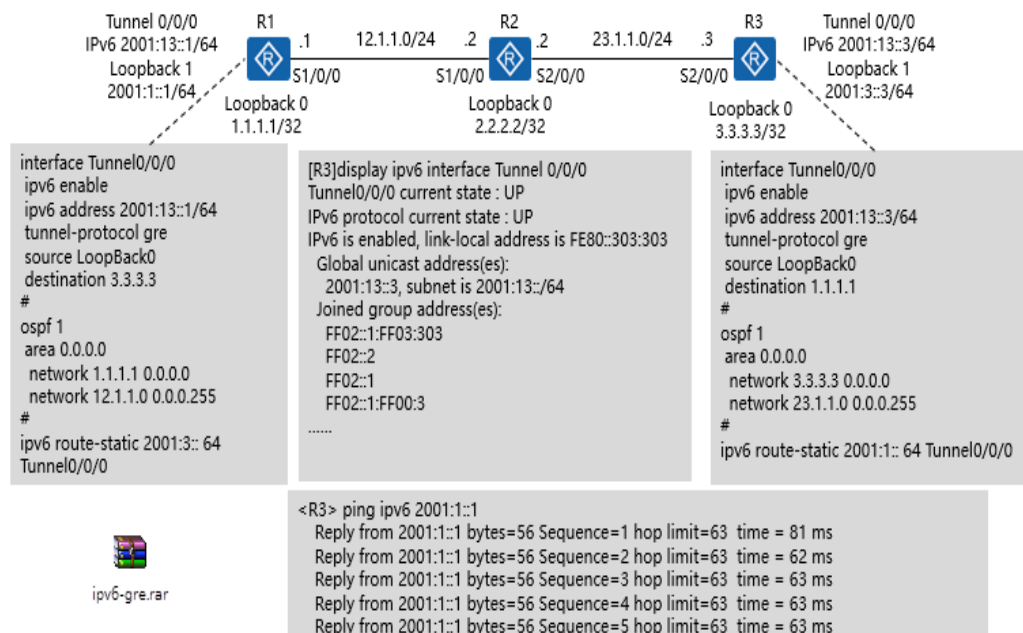 Tunnel 0/0/0
IPv6 2001:13::1/64
Loopback 1
2001:1::1/64
R1
.1
S1/0/0
Loopback 0
1.1.1.1/32
12.1.1.0/24
R2
.2
.2
S1/0/0
S2/0/0
Loopback 0
2.2.2.2/32
23.1.1.0/24
R3
.3
S2/0/0
Loopback 0
3.3.3.3/32
Tunnel 0/0/0
IPv6 2001:13::3/64
Loopback 1
2001:3::3/64
R
R
R
interface Tunnel0/0/0
ipv6 enable
ipv6 address 2001:13::1/64
tunnel-protocol gre
source LoopBack0
destination 3.3.3.3
#
ospf 1
area 0.0.0.0
network 1.1.1.1 0.0.0.0
network 12.1.1.0 0.0.0.255
#
ipv6 route-static 2001:3:: 64
Tunnel0/0/0
[R3]display ipv6 interface Tunnel 0/0/0
Tunnel0/0/0 current state : UP
IPv6 protocol current state : UP
IPv6 is enabled, link-local address is FE80::303:303
Global unicast address(es):
2001:13::3, subnet is 2001:13::/64
Joined group address(es):
FF02::1:FF03:303
FF02::2
FF02::1
FF02::1:FF00:3
......
interface Tunnel0/0/0
ipv6 enable
ipv6 address 2001:13::3/64
tunnel-protocol gre
source LoopBack0
destination 1.1.1.1
#
ospf 1
area 0.0.0.0
network 3.3.3.3 0.0.0.0
network 23.1.1.0 0.0.0.255
#
ipv6 route-static 2001:1:: 64 Tunnel0/0/0
ipv6-gre.rar
<R3> ping ipv6 2001:1::1
Reply from 2001:1::1 bytes=56 Sequence=1 hop limit=63 time = 81 ms
Reply from 2001:1::1 bytes=56 Sequence=2 hop limit=63 time = 62 ms
Reply from 2001:1::1 bytes=56 Sequence=3 hop limit=63 time = 63 ms
Reply from 2001:1::1 bytes=56 Sequence=4 hop limit=63 time = 63 ms
Reply from 2001:1::1 bytes=56 Sequence=5 hop limit=63 time = 63 ms